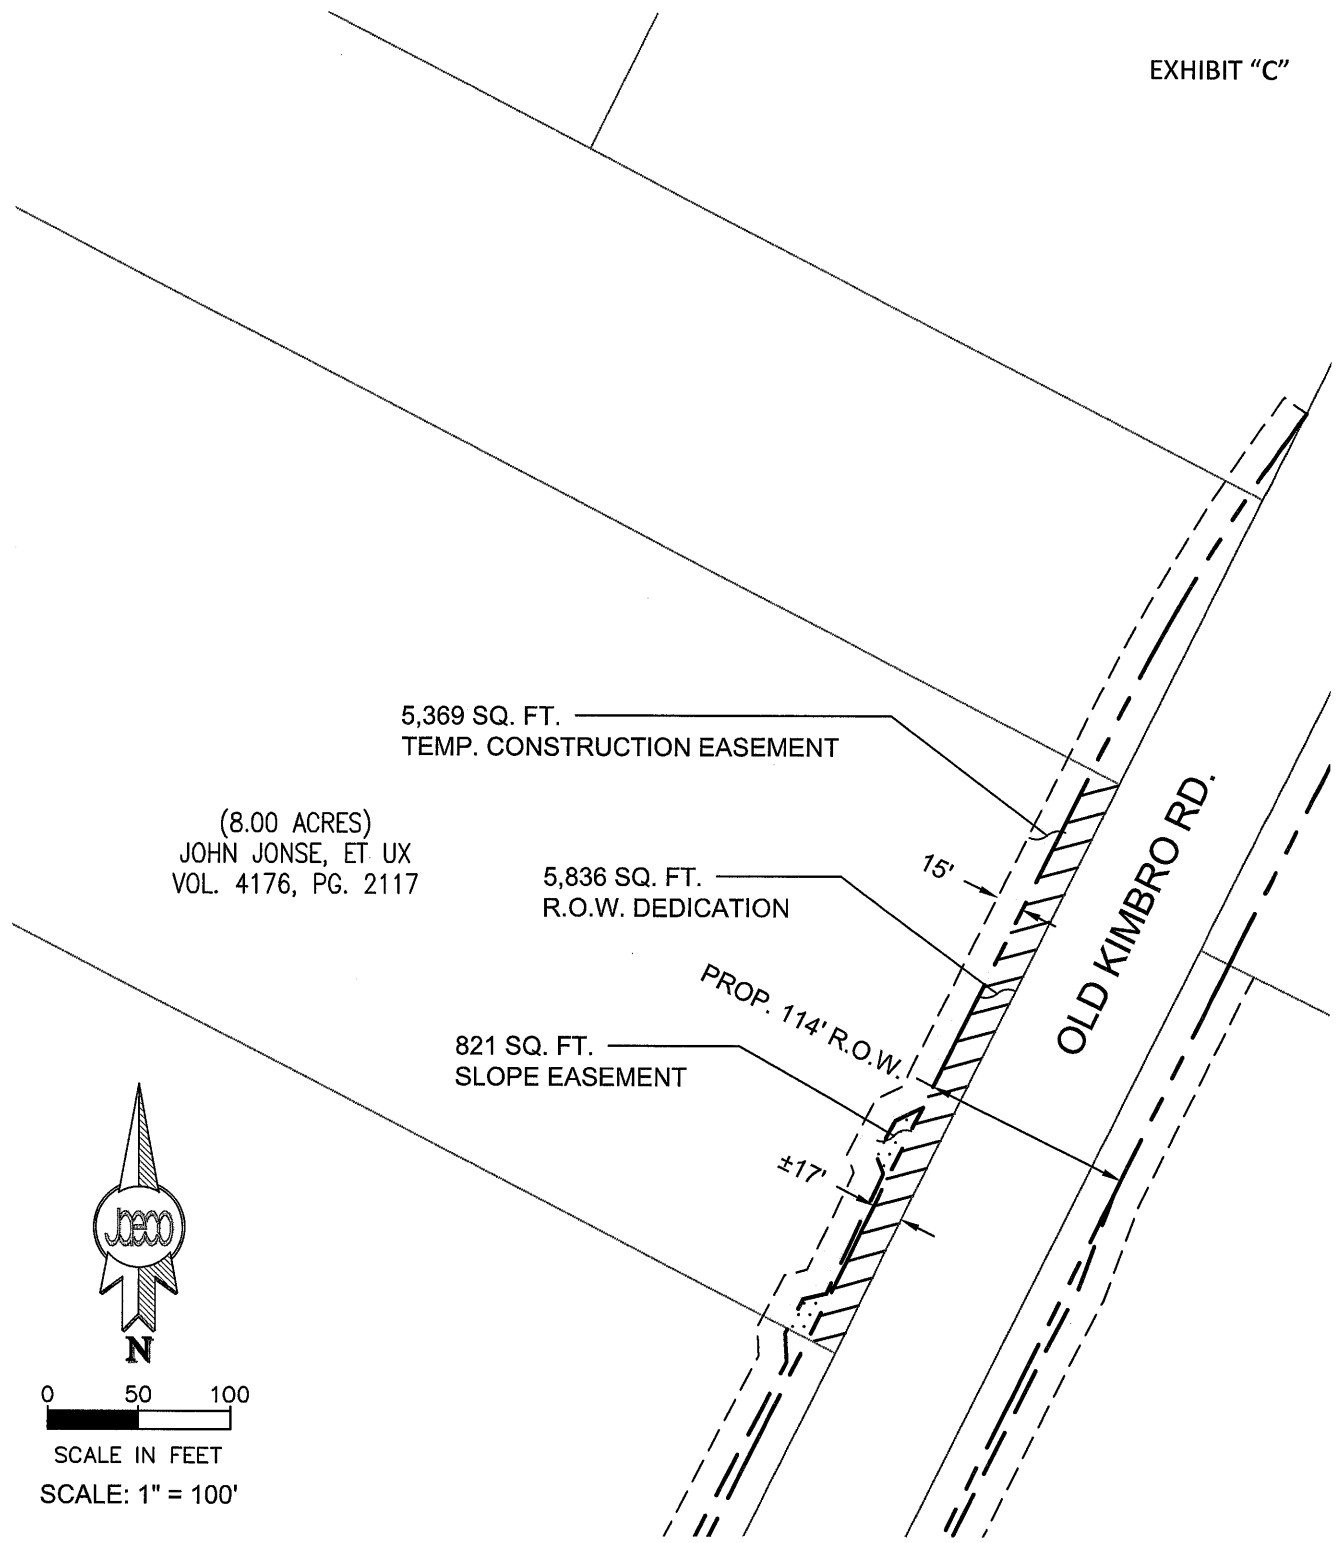 EXHIBIT “C”
5,369 SQ. FT.
TEMP. CONSTRUCTION EASEMENT
(8.00 ACRES)
JOHN JONSE, ET UX
VOL. 4176, PG. 2117
5,836 SQ. FT.
R.O.W. DEDICATION
15'
OLD KIMBRO RD.
PROP. 114' R.O.W.
821 SQ. FT.
SLOPE EASEMENT
±17'
Jaeco
N
0 50 100
SCALE IN FEET
SCALE: 1" = 100'